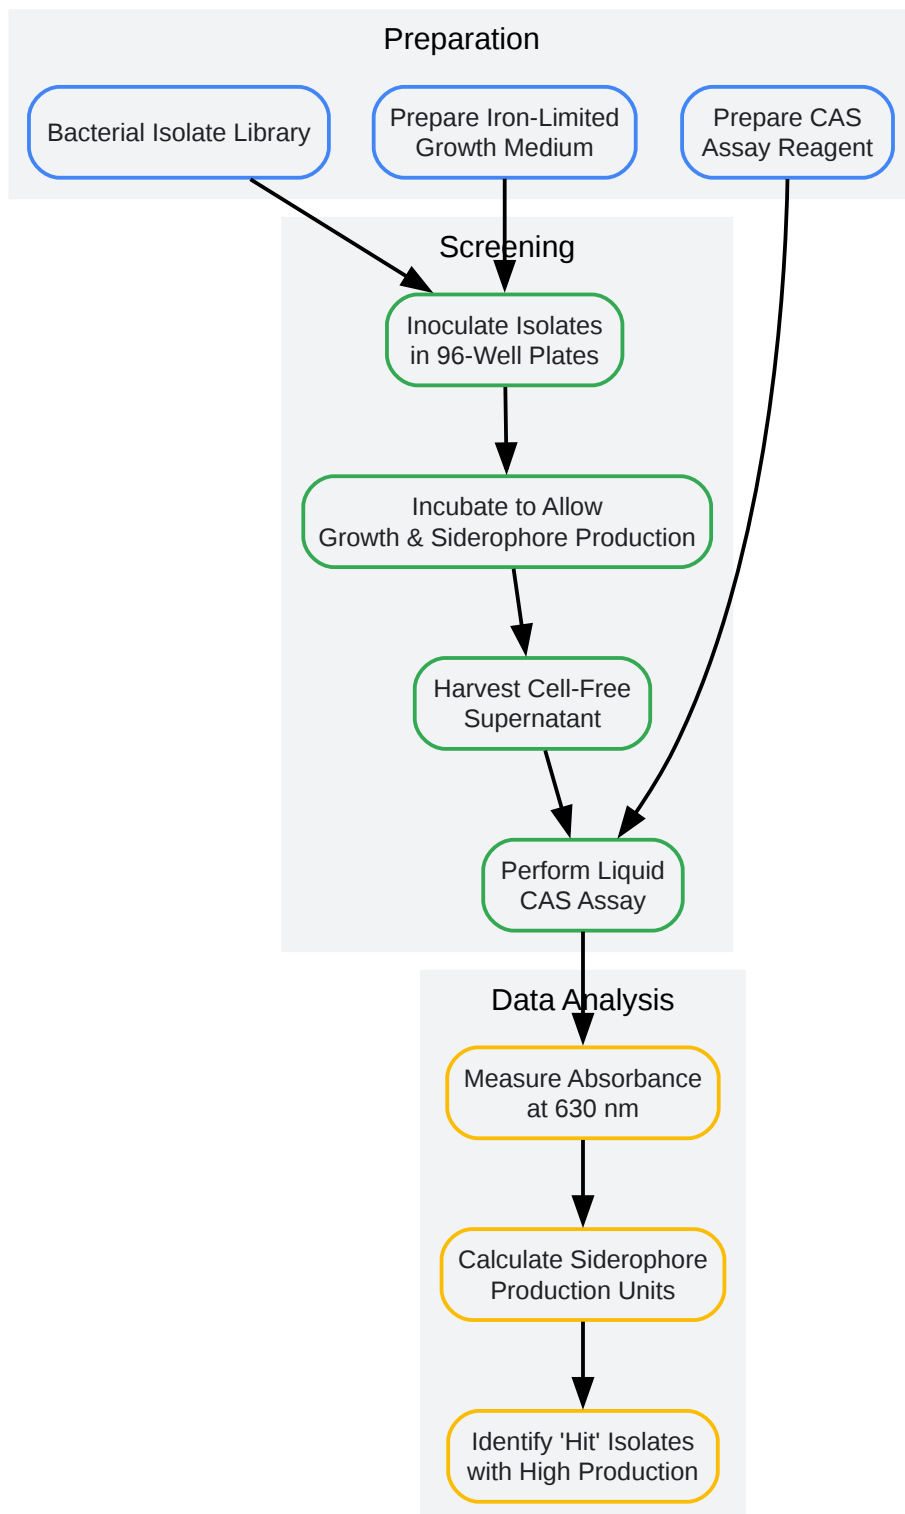 Preparation
Bacterial Isolate Library
Prepare Iron-Limited
Growth Medium
Prepare CAS
Assay Reagent
Screening
Inoculate Isolates
in 96-Well Plates
Incubate to Allow
Growth & Siderophore Production
Harvest Cell-Free
Supernatant
Perform Liquid
CAS Assay
Data Analysis
Measure Absorbance
at 630 nm
Calculate Siderophore
Production Units
Identify 'Hit' Isolates
with High Production